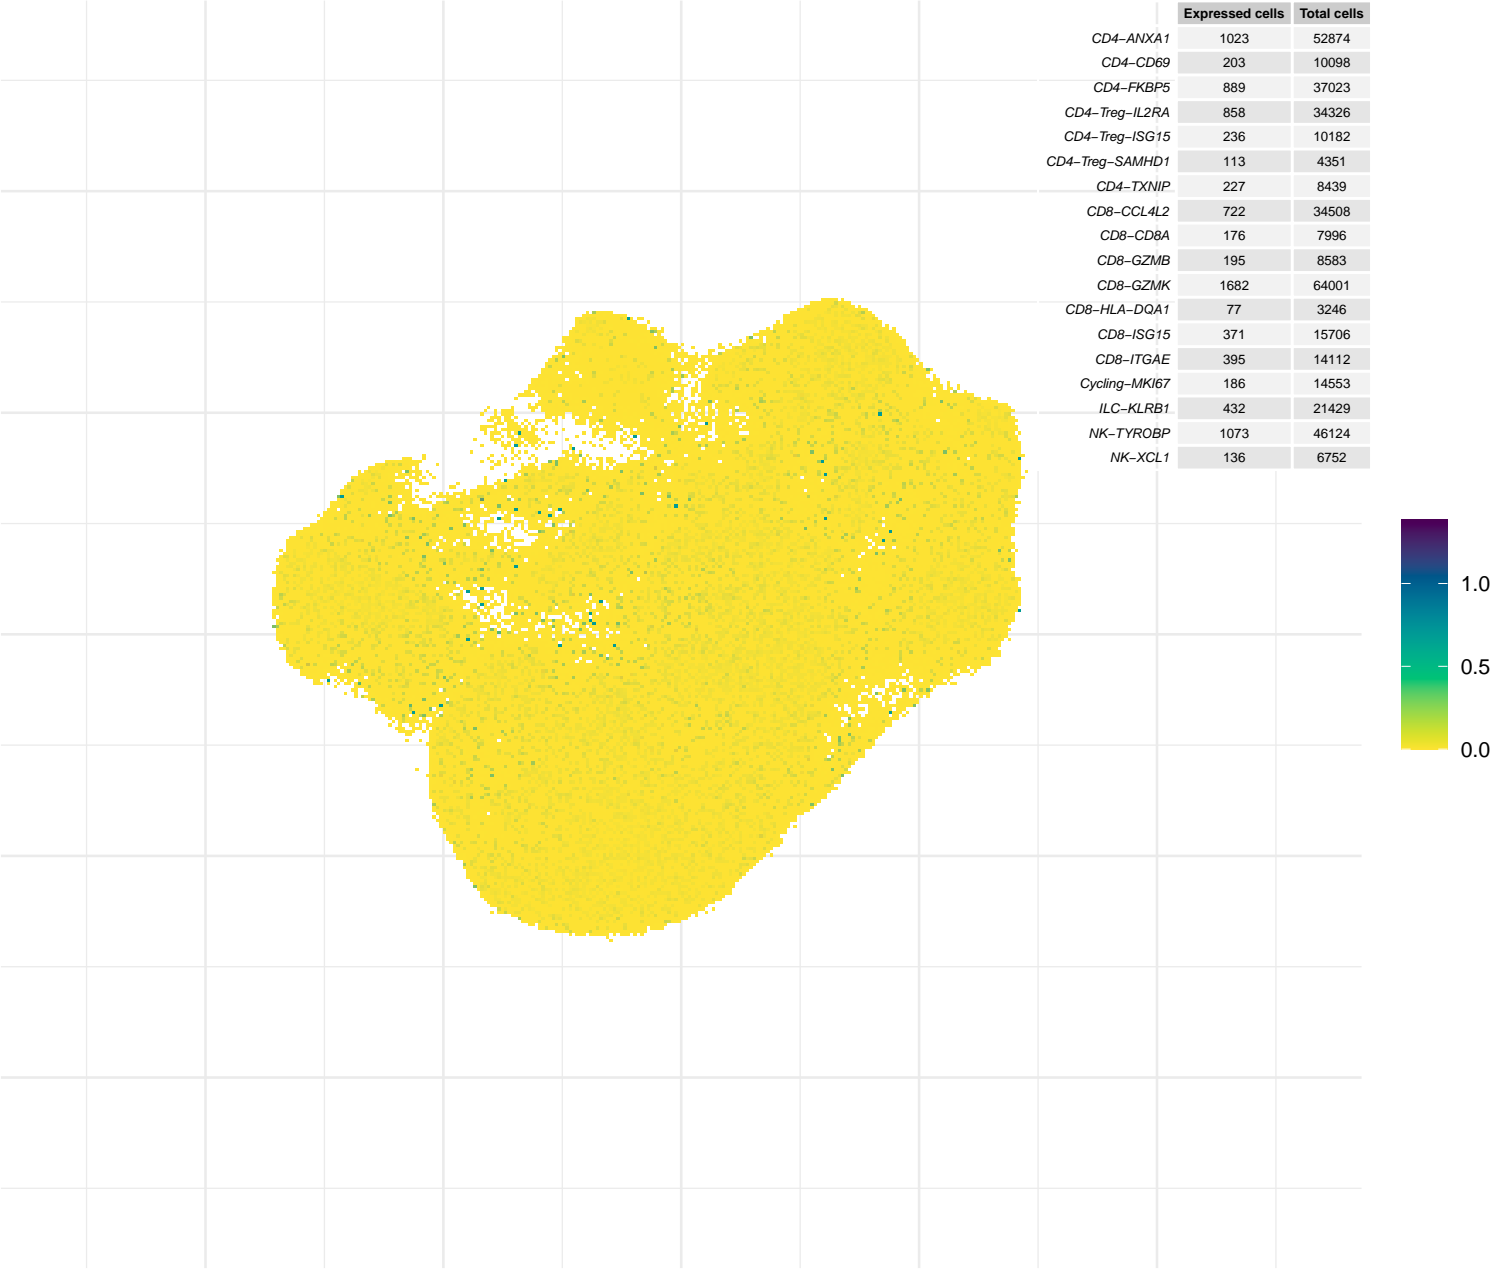 Expressed cells Total cells
CD4−ANXA1 1023 52874
CD4−CD69 203 10098
CD4−FKBP5 889 37023
CD4−Treg−IL2RA 858 34326
CD4−Treg−ISG15 236 10182
CD4−Treg−SAMHD1 113 4351
CD4−TXNIP 227 8439
CD8−CCL4L2 722 34508
CD8−CD8A 176 7996
CD8−GZMB 195 8583
CD8−GZMK 1682 64001
CD8−HLA−DQA1 77 3246
CD8−ISG15 371 15706
CD8−ITGAE 395 14112
Cycling−MKI67 186 14553
ILC−KLRB1 432 21429
NK−TYROBP 1073 46124
NK−XCL1 136 6752
1.0
0.5
0.0